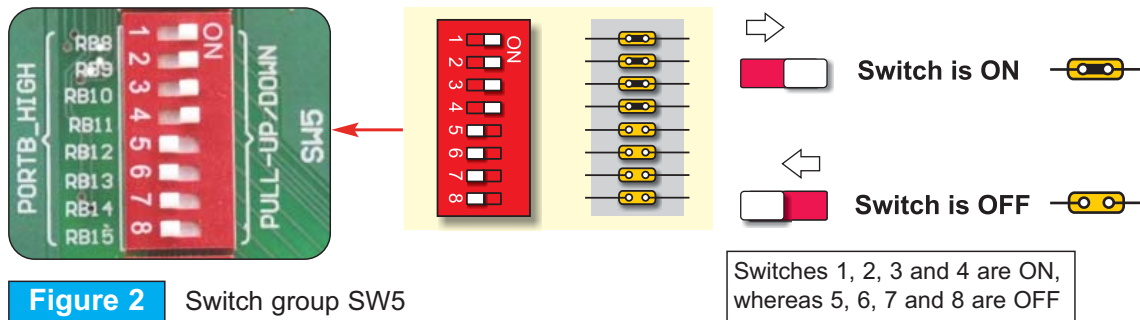 PORTB_HIGH
RB8
RB9
RB10
RB11
RB12
RB13
RB14
RB15
1
2
3
4
5
6
7
8
ON
PULL-UP/DOWN
SW5
1
2
3
4
5
6
7
8
ON
Switch is ON
Switch is OFF
Switches 1, 2, 3 and 4 are ON,
whereas 5, 6, 7 and 8 are OFF
Figure 2 Switch group SW5